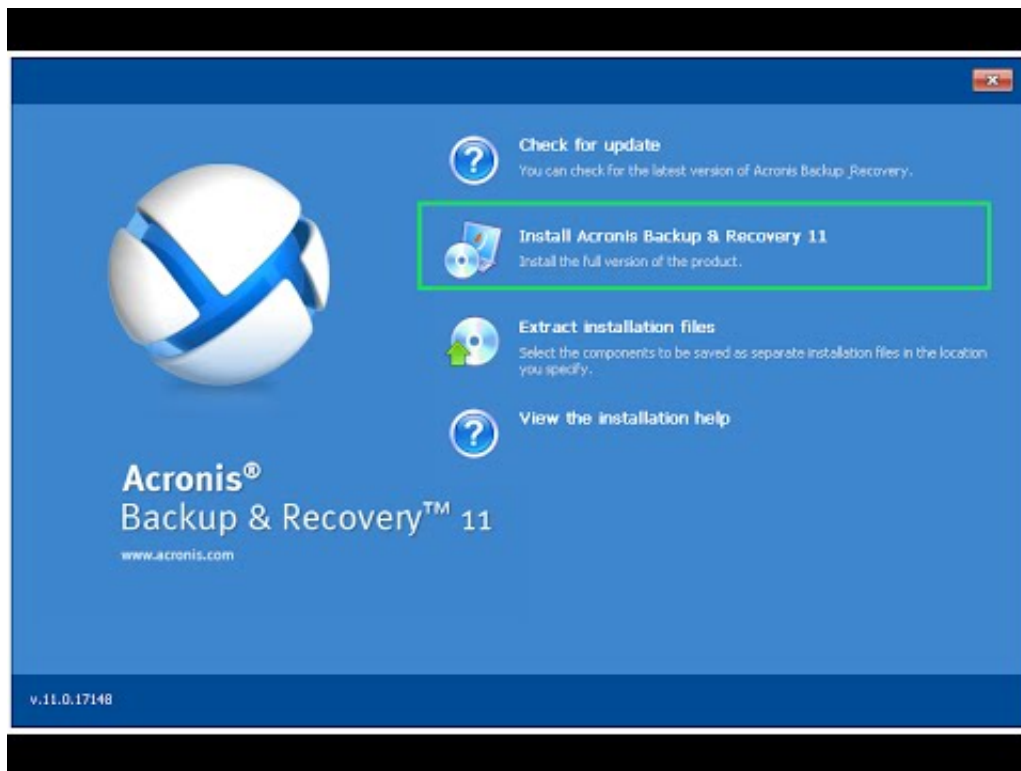 Check for update
You can check for the latest version of Acronis Backup_Recovery.
Install Acronis Backup & Recovery 11
Install the full version of the product.
Extract installation files
Select the components to be saved as separate installation files in the location
you specify.
View the installation help
Acronis®
Backup & Recovery™ 11
www.acronis.com
v.11.0.17148